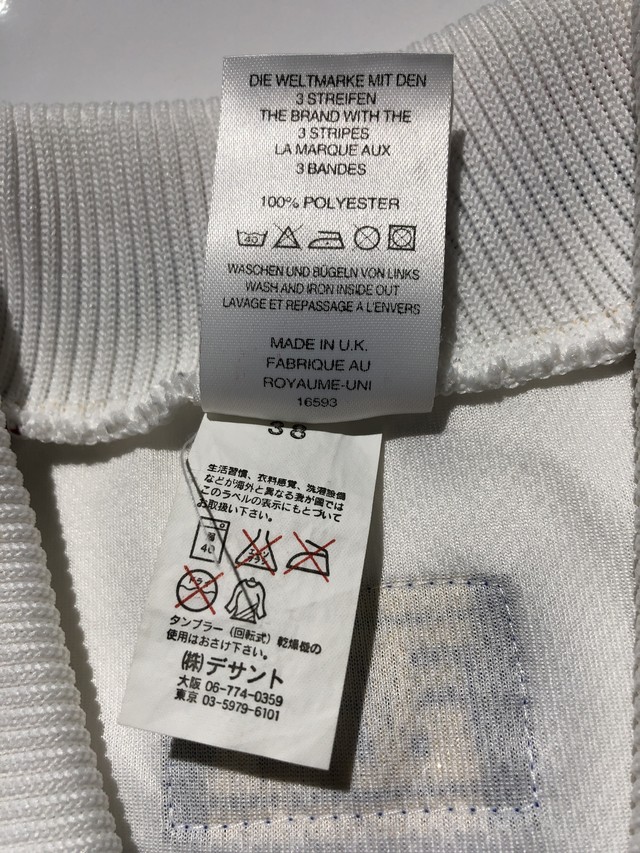 DIE WELTMARKE MIT DEN
3 STREIFEN
THE BRAND WITH THE
3 STRIPES
LA MARQUE AUX
3 BANDES
100% POLYESTER
40
WASCHEN UND BÜGELN VON LINKS
WASH AND IRON INSIDE OUT
LAVAGE ET REPASSAGE A L'ENVERS
MADE IN U.K.
FABRIQUE AU
ROYAUME-UNI
16593
38
生活習慣、衣料感覚、洗濯設備
などが海外と異なる我が国では
このラベルの表示にもとづいて
お取扱い下さい。
40
タンブラー（回転式）乾燥機の
使用はおさけ下さい。
(株)デサント
大阪 06-774-0359
東京 03-5979-6101